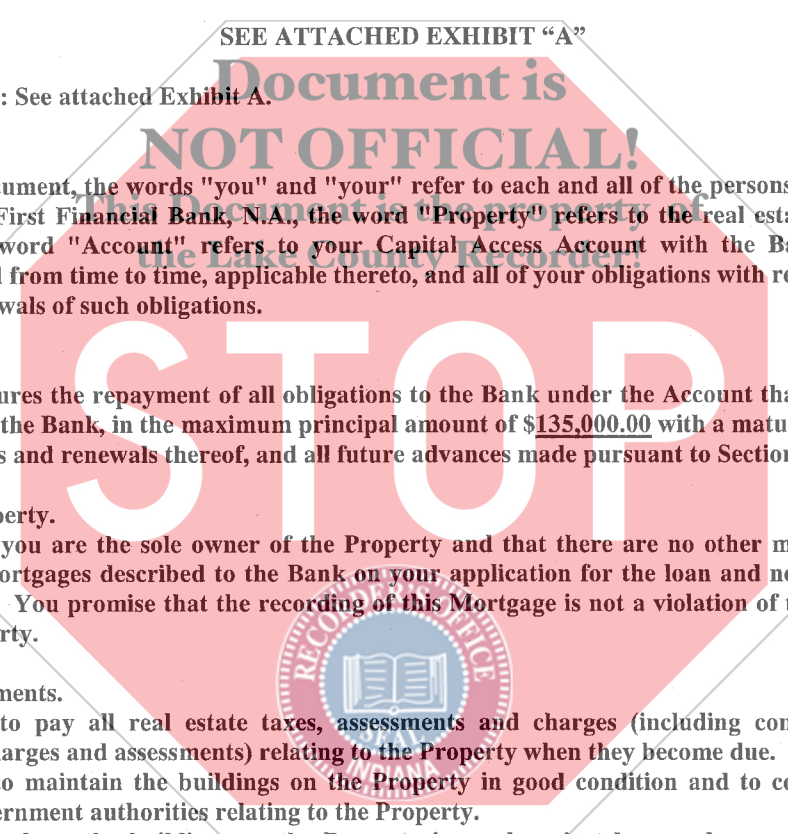 SEE ATTACHED EXHIBIT “A”
Document is
: See attached Exhibit A.
NOT OFFICIAL!
ument, the words "you" and "your" refer to each and all of the persons
This Document is the property of
First Financial Bank, N.A., the word "Property" refers to the real esta
word "Account" refers to your Capital Access Account with the Ba
the Lake County Recorder!
l from time to time, applicable thereto, and all of your obligations with re
wals of such obligations.
STOP
ures the repayment of all obligations to the Bank under the Account tha
the Bank, in the maximum principal amount of $135,000.00 with a matu
s and renewals thereof, and all future advances made pursuant to Section
perty.
you are the sole owner of the Property and that there are no other m
ortgages described to the Bank on your application for the loan and no
You promise that the recording of this Mortgage is not a violation of t
rty.
RECORDER'S OFFICE
SEAL
INDIANA
ments.
to pay all real estate taxes, assessments and charges (including con
arges and assessments) relating to the Property when they become due.
to maintain the buildings on the Property in good condition and to co
ernment authorities relating to the Property.